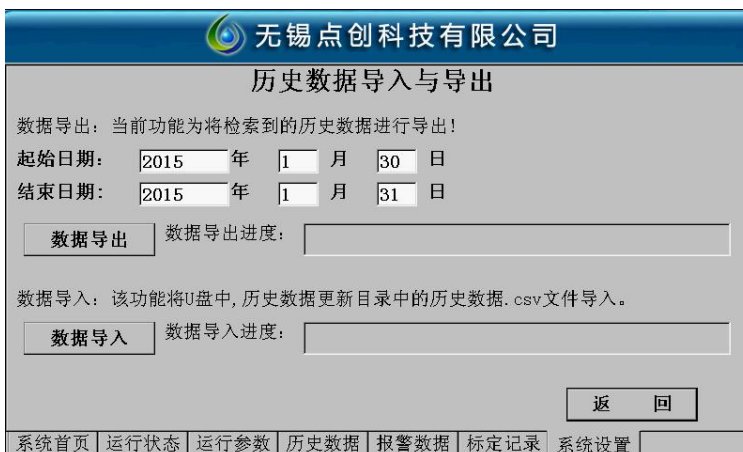 无锡点创科技有限公司
历史数据导入与导出
数据导出：当前功能为将检索到的历史数据进行导出!
起始日期： 2015 年 1 月 30 日
结束日期： 2015 年 1 月 31 日
数据导出 数据导出进度：
数据导入：该功能将U盘中,历史数据更新目录中的历史数据.csv文件导入。
数据导入 数据导入进度：
返 回
系统首页 运行状态 运行参数 历史数据 报警数据 标定记录 系统设置